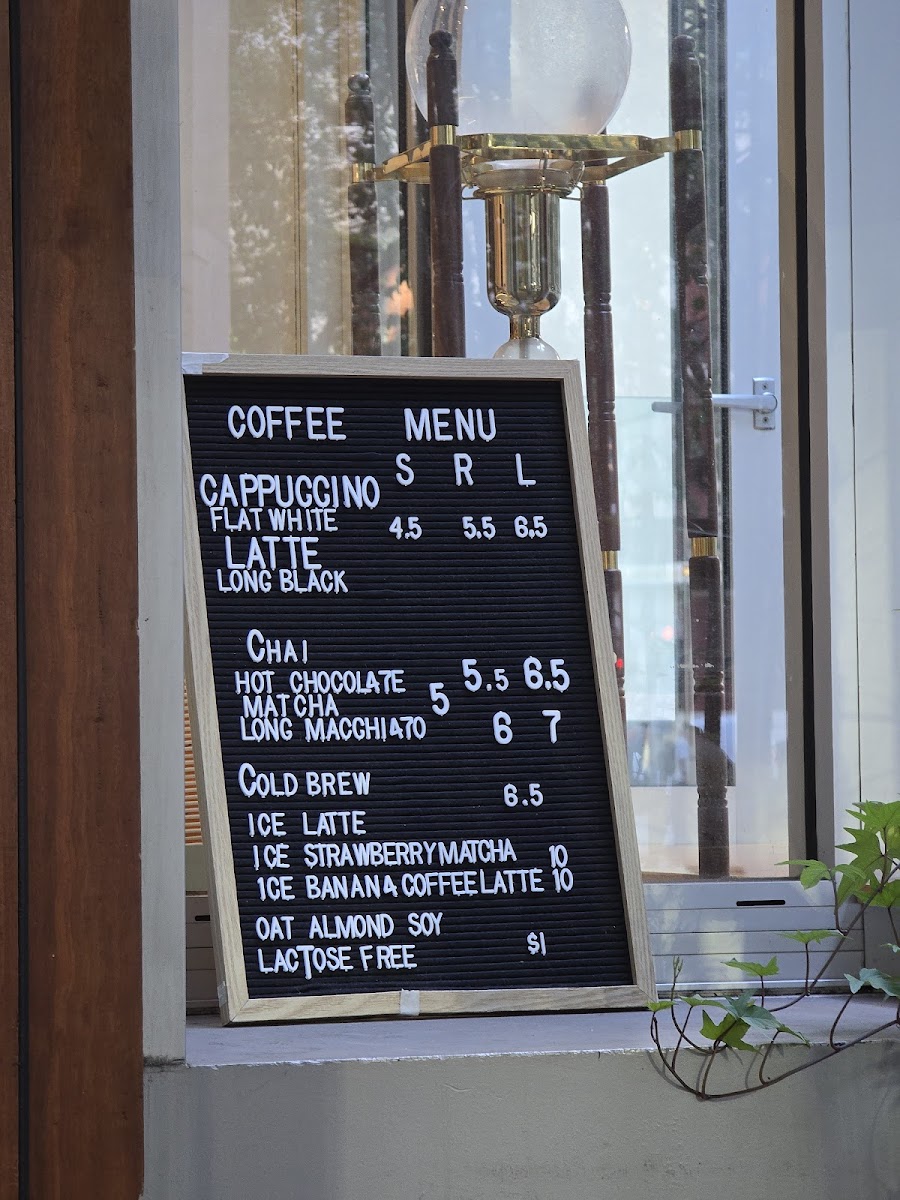 COFFEE MENU
S R L
CAPPUCCINO
FLAT WHITE 4.5 5.5 6.5
LATTE
LONG BLACK
CHAI
HOT CHOCOLATE 5 5.5 6.5
MATCHA
LONG MACCHIATO 6 7
COLD BREW 6.5
ICE LATTE
ICE STRAWBERRY MATCHA 10
ICE BANANA COFFEE LATTE 10
OAT ALMOND SOY
LACTOSE FREE $1